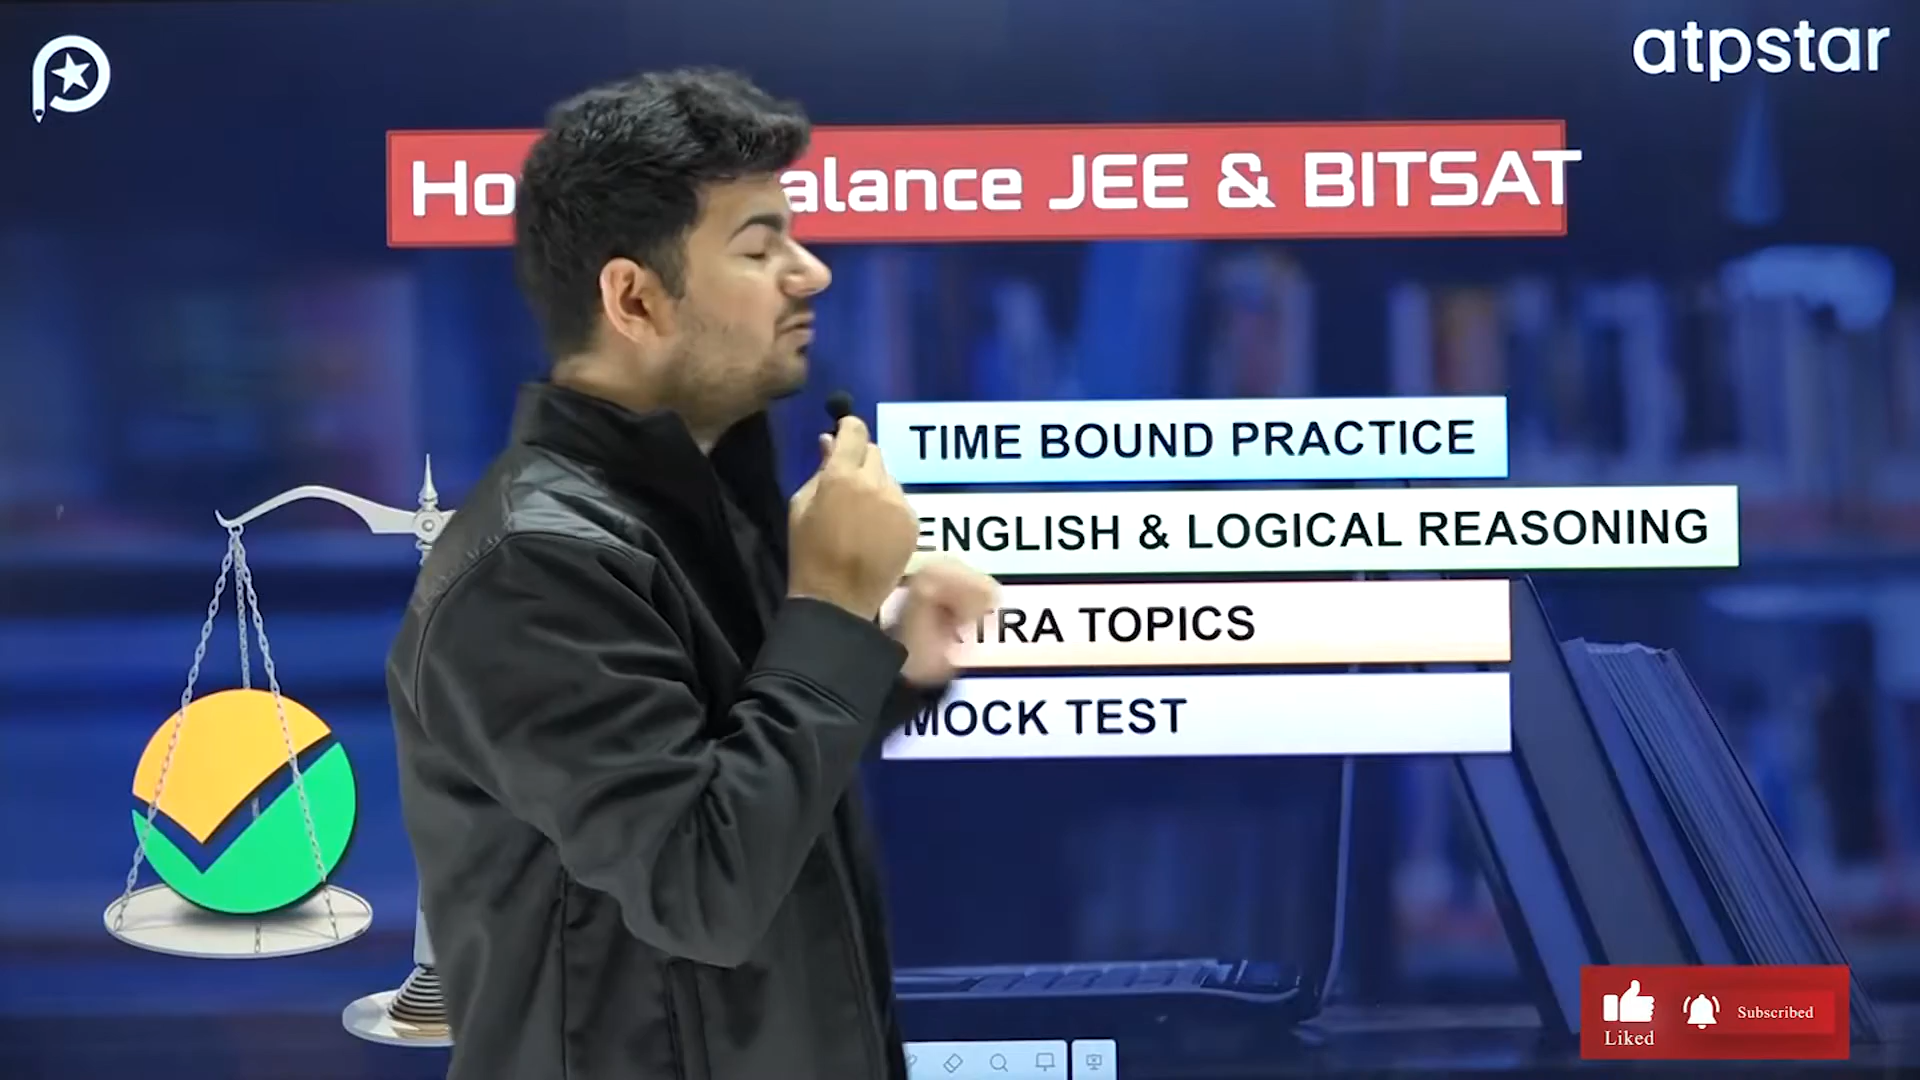 atpstar
Ho alance JEE & BITSAT
TIME BOUND PRACTICE
ENGLISH & LOGICAL REASONING
TRA TOPICS
MOCK TEST
Liked
Subscribed